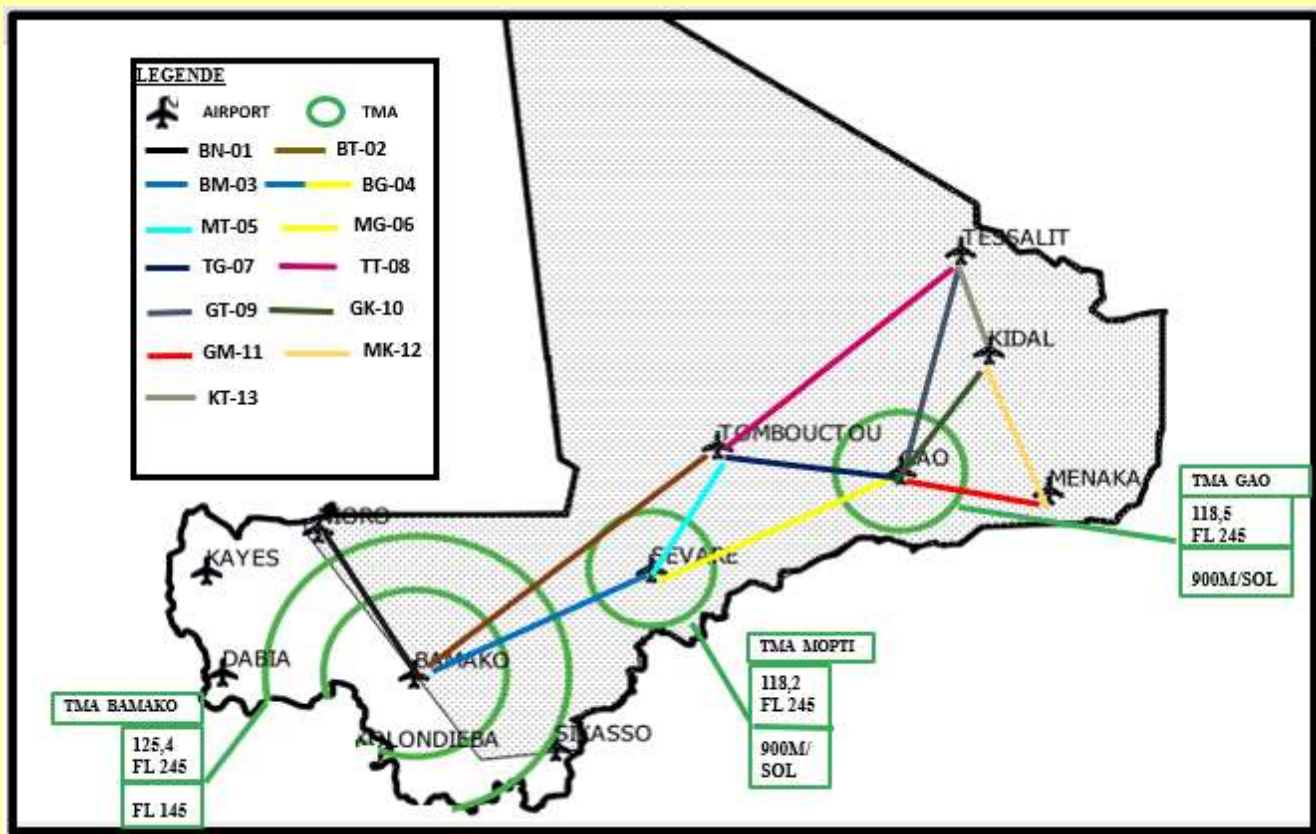 LEGENDE
AIRPORT TMA
BN-01 BT-02
BM-03 BG-04
MT-05 MG-06
TG-07 TT-08
GT-09 GK-10
GM-11 MK-12
KT-13
TESSALIT
KIDAL
TOMBOUCTOU
GAO
MENAKA
NIORO
KAYES
SEVARE
DABIA
BAMAKO
SIKASSO
KOLONDIEBA
TMA GAO
118,5
FL 245
900M/SOL
TMA MOPTI
118,2
FL 245
900M/
SOL
TMA BAMAKO
125,4
FL 245
FL 145